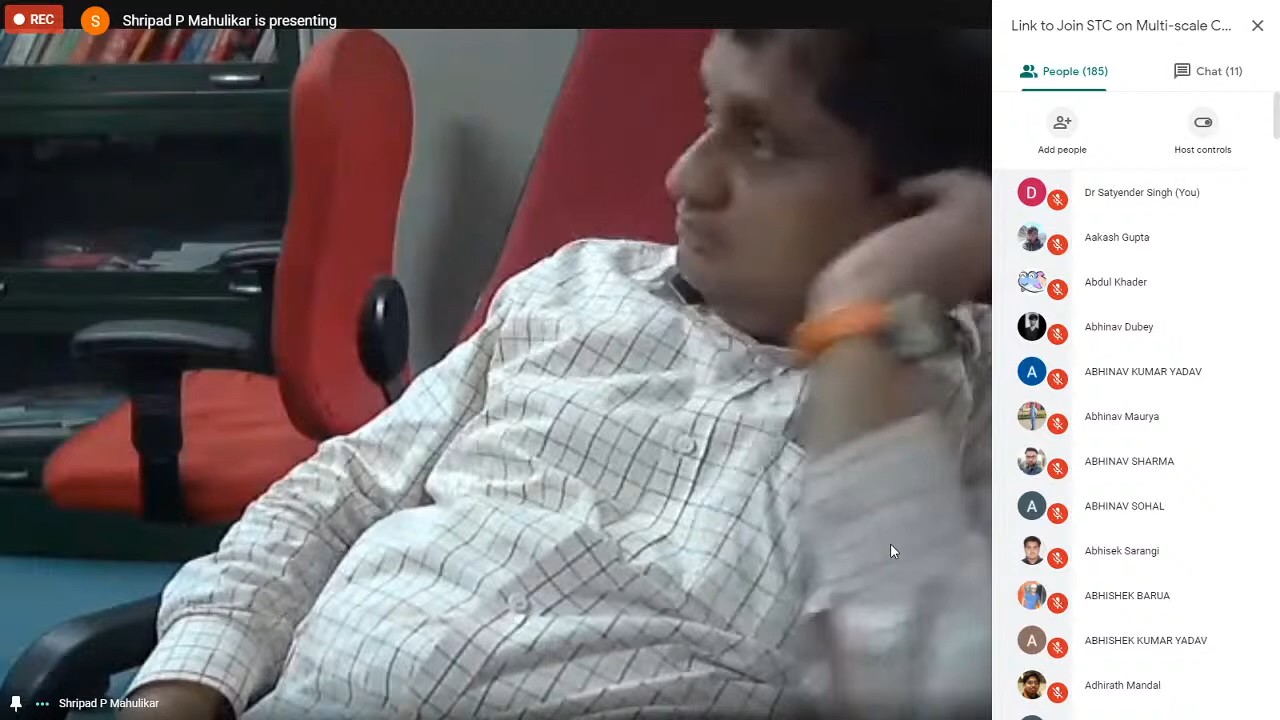 REC
S
Shripad P Mahulikar is presenting
Shripad P Mahulikar
Link to Join STC on Multi-scale C...
People (185)
Chat (11)
Add people
Host controls
D
Dr Satyender Singh (You)
Aakash Gupta
Abdul Khader
Abhinav Dubey
A
ABHINAV KUMAR YADAV
Abhinav Maurya
ABHINAV SHARMA
A
ABHINAV SOHAL
Abhisek Sarangi
ABHISHEK BARUA
A
ABHISHEK KUMAR YADAV
Adhirath Mandal